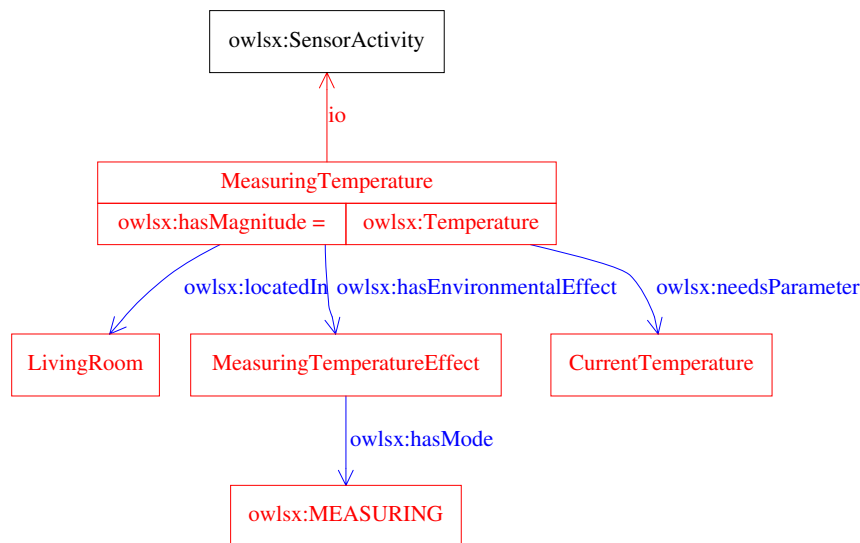 owlsx:SensorActivity
io
MeasuringTemperature
owlsx:hasMagnitude = owlsx:Temperature
owlsx:locatedIn owlsx:hasEnvironmentalEffect owlsx:needsParameter
LivingRoom MeasuringTemperatureEffect CurrentTemperature
owlsx:hasMode
owlsx:MEASURING